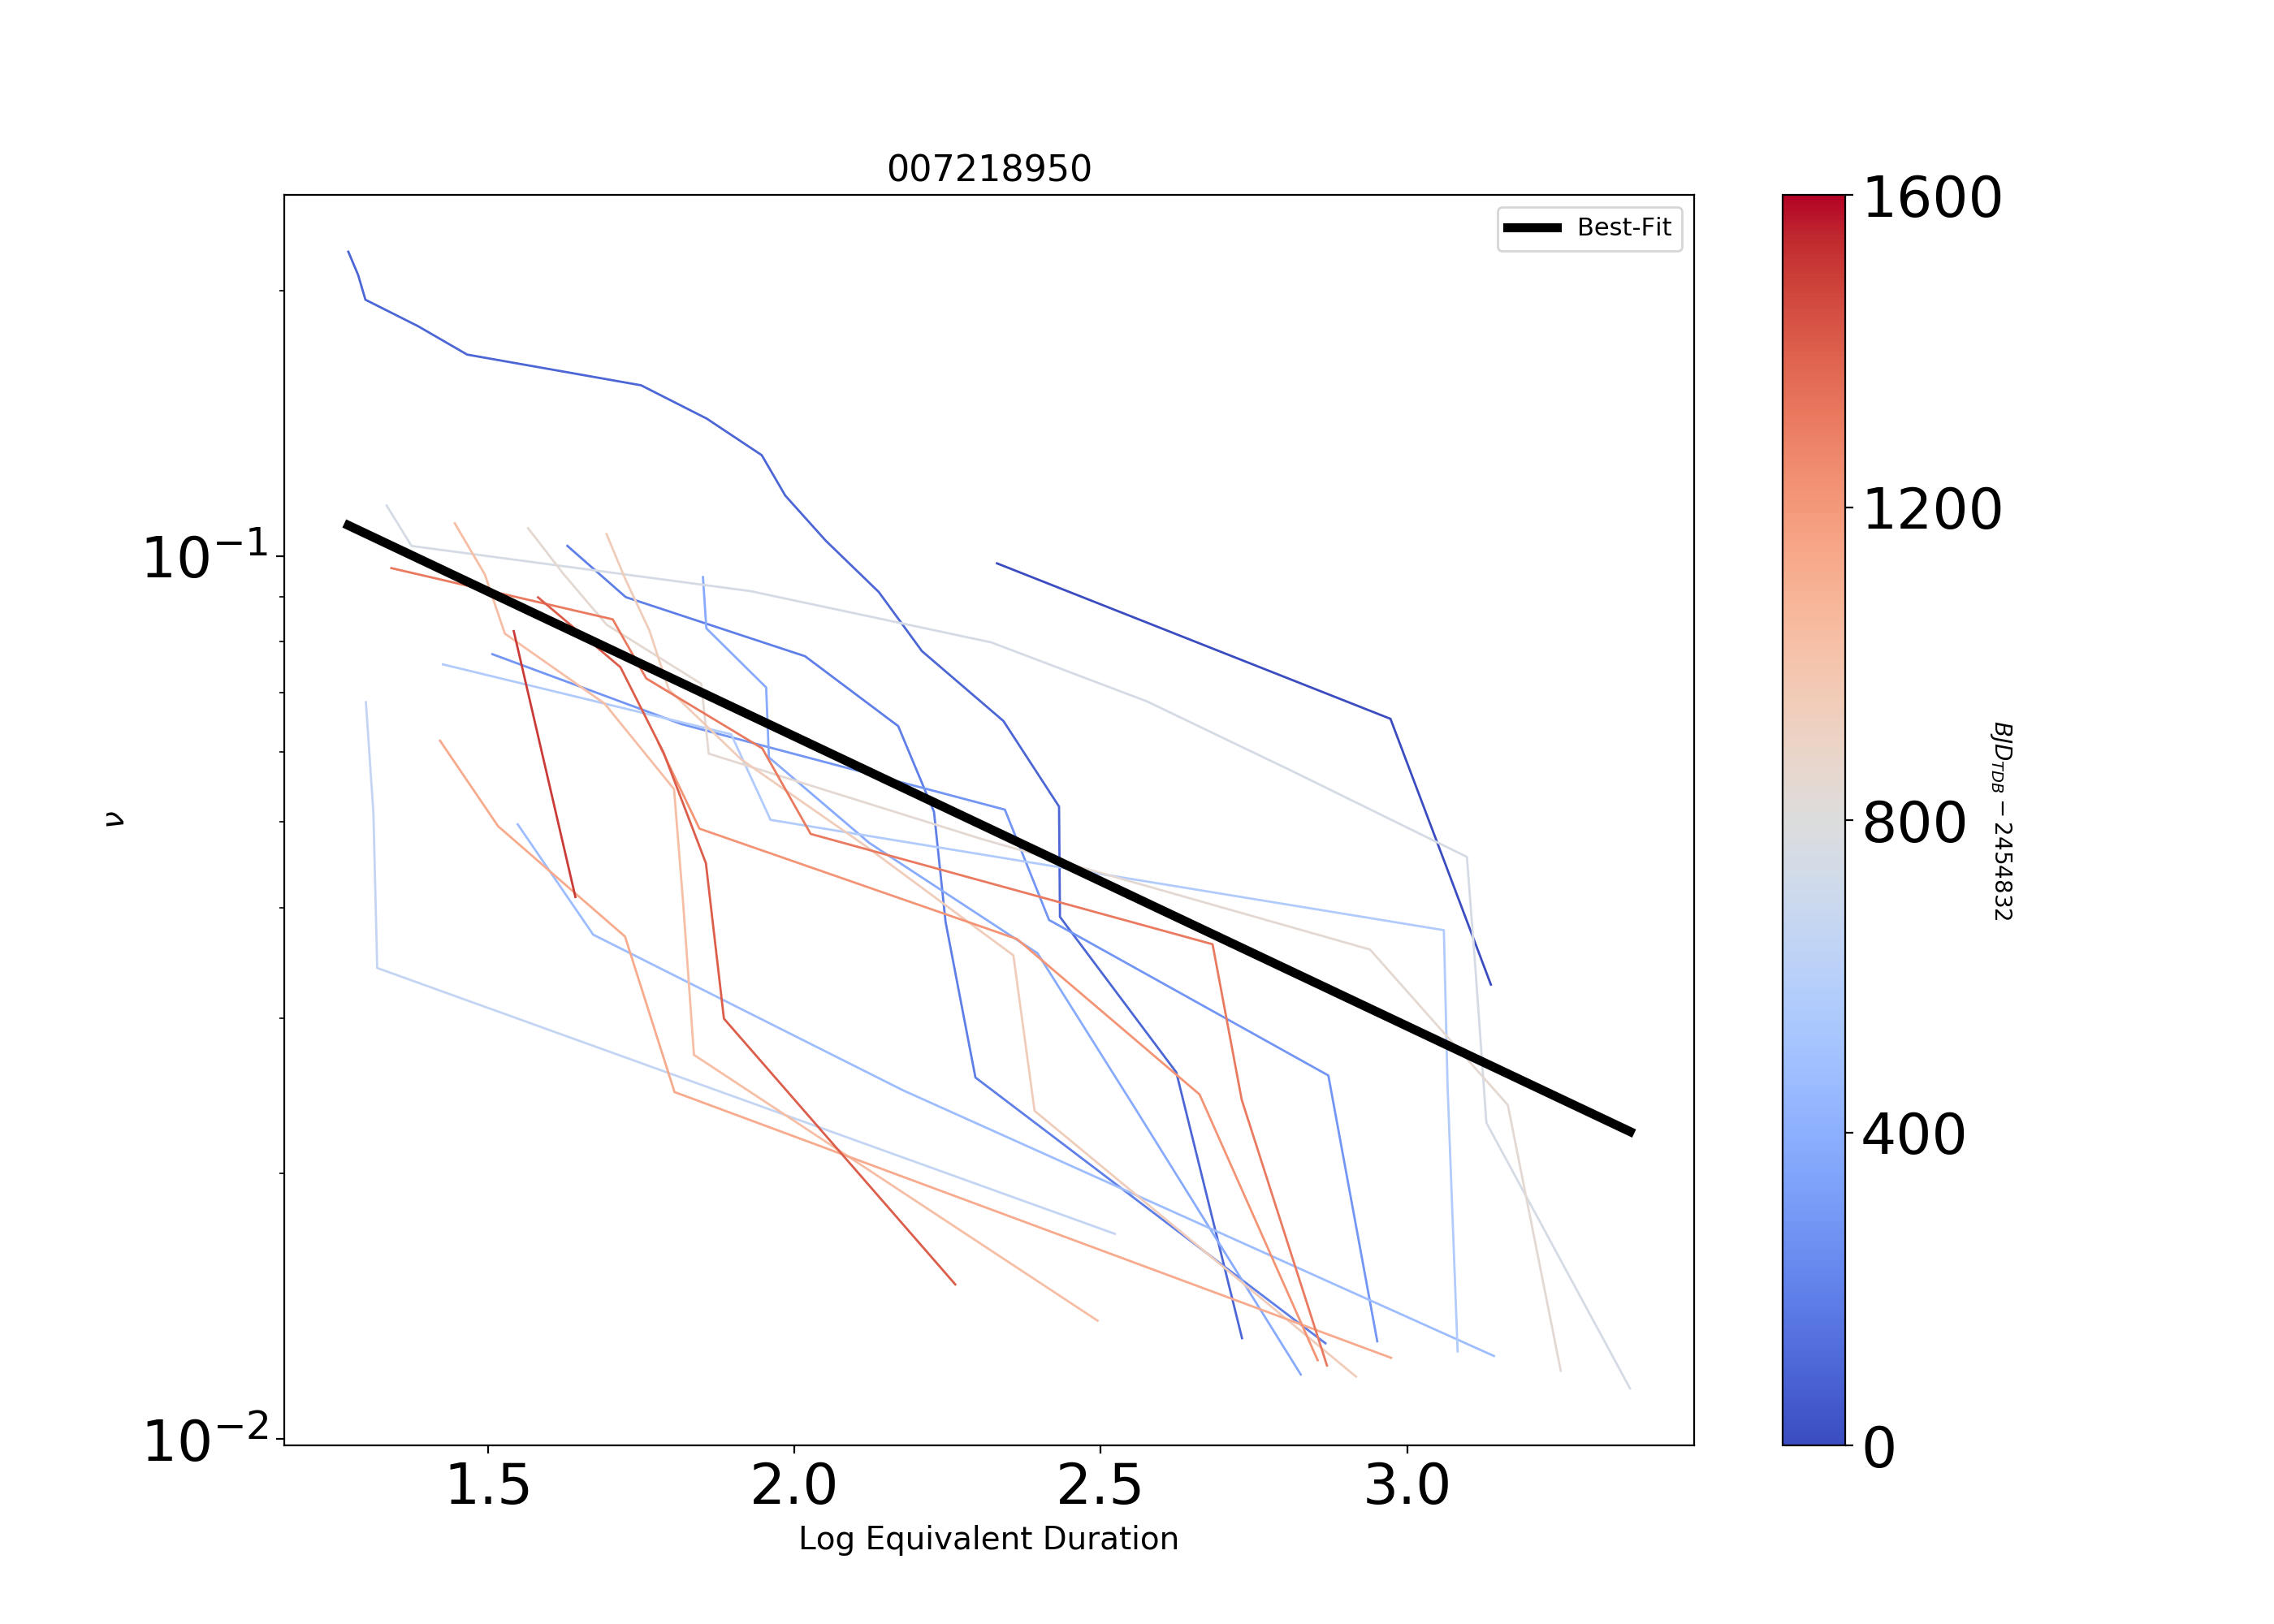 007218950
Best-Fit
10⁻¹
10⁻²
ν
1.5 2.0 2.5 3.0
Log Equivalent Duration
1600
1200
800
400
0
BJD_TDB − 2454832